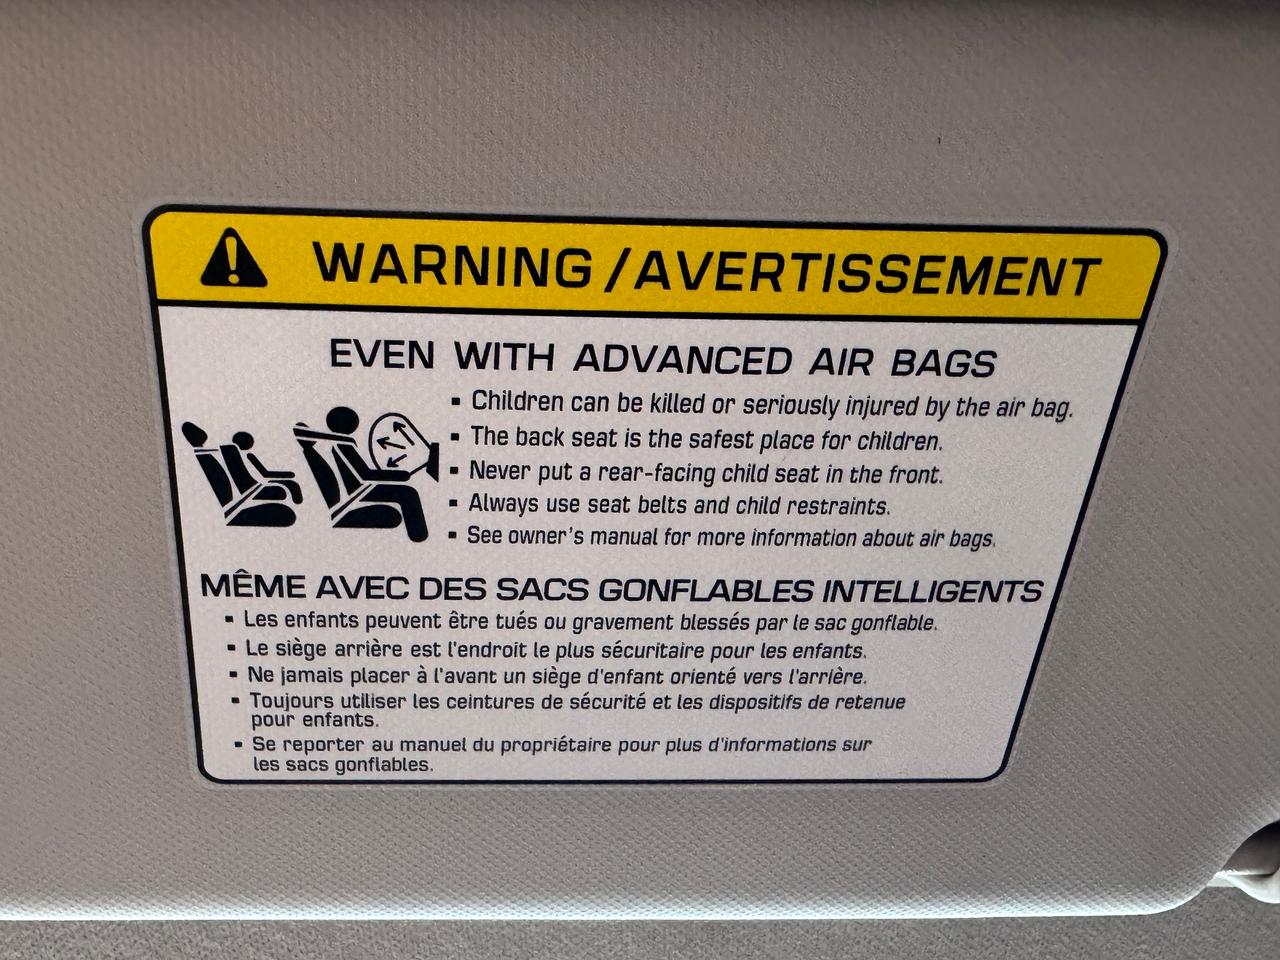 WARNING/AVERTISSEMENT
EVEN WITH ADVANCED AIR BAGS
▪ Children can be killed or seriously injured by the air bag.
▪ The back seat is the safest place for children.
▪ Never put a rear-facing child seat in the front.
▪ Always use seat belts and child restraints.
▪ See owner's manual for more information about air bags.
MÊME AVEC DES SACS GONFLABLES INTELLIGENTS
▪ Les enfants peuvent être tués ou gravement blessés par le sac gonflable.
▪ Le siège arrière est l'endroit le plus sécuritaire pour les enfants.
▪ Ne jamais placer à l'avant un siège d'enfant orienté vers l'arrière.
▪ Toujours utiliser les ceintures de sécurité et les dispositifs de retenue
pour enfants.
▪ Se reporter au manuel du propriétaire pour plus d'informations sur
les sacs gonflables.